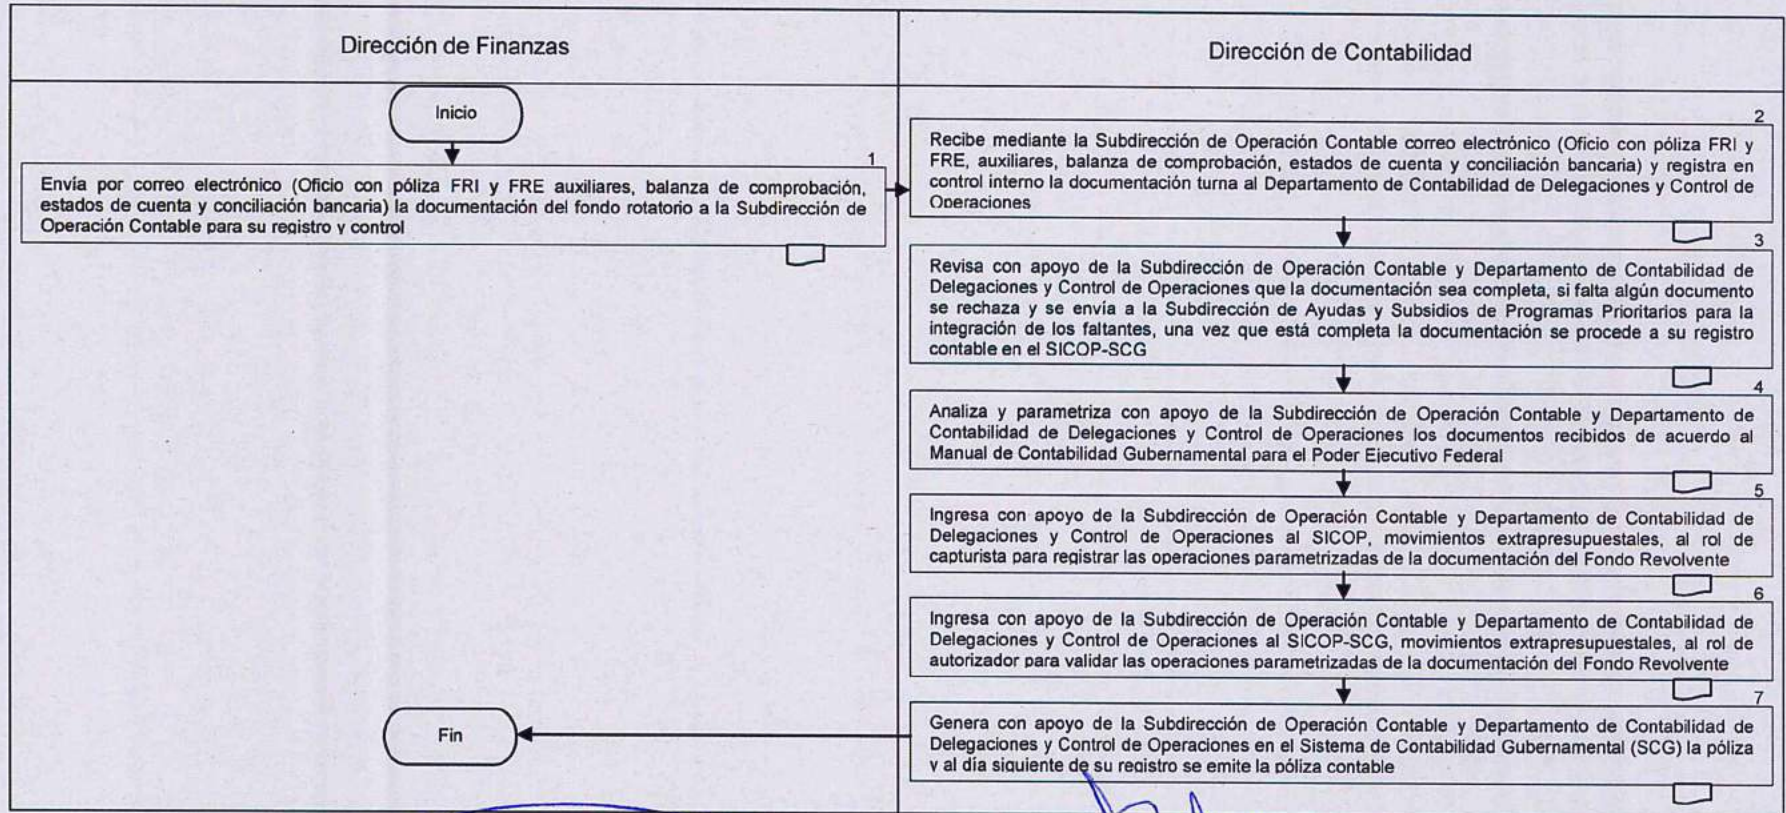 Dirección de Finanzas
Dirección de Contabilidad
Inicio
1
Envía por correo electrónico (Oficio con póliza FRI y FRE auxiliares, balanza de comprobación,
estados de cuenta y conciliación bancaria) la documentación del fondo rotatorio a la Subdirección de
Operación Contable para su registro y control
2
Recibe mediante la Subdirección de Operación Contable correo electrónico (Oficio con póliza FRI y
FRE, auxiliares, balanza de comprobación, estados de cuenta y conciliación bancaria) y registra en
control interno la documentación turna al Departamento de Contabilidad de Delegaciones y Control de
Operaciones
3
Revisa con apoyo de la Subdirección de Operación Contable y Departamento de Contabilidad de
Delegaciones y Control de Operaciones que la documentación sea completa, si falta algún documento
se rechaza y se envía a la Subdirección de Ayudas y Subsidios de Programas Prioritarios para la
integración de los faltantes, una vez que está completa la documentación se procede a su registro
contable en el SICOP-SCG
4
Analiza y parametriza con apoyo de la Subdirección de Operación Contable y Departamento de
Contabilidad de Delegaciones y Control de Operaciones los documentos recibidos de acuerdo al
Manual de Contabilidad Gubernamental para el Poder Ejecutivo Federal
5
Ingresa con apoyo de la Subdirección de Operación Contable y Departamento de Contabilidad de
Delegaciones y Control de Operaciones al SICOP, movimientos extrapresupuestales, al rol de
capturista para registrar las operaciones parametrizadas de la documentación del Fondo Revolvente
6
Ingresa con apoyo de la Subdirección de Operación Contable y Departamento de Contabilidad de
Delegaciones y Control de Operaciones al SICOP-SCG, movimientos extrapresupuestales, al rol de
autorizador para validar las operaciones parametrizadas de la documentación del Fondo Revolvente
7
Genera con apoyo de la Subdirección de Operación Contable y Departamento de Contabilidad de
Delegaciones y Control de Operaciones en el Sistema de Contabilidad Gubernamental (SCG) la póliza
y al día siguiente de su registro se emite la póliza contable
Fin